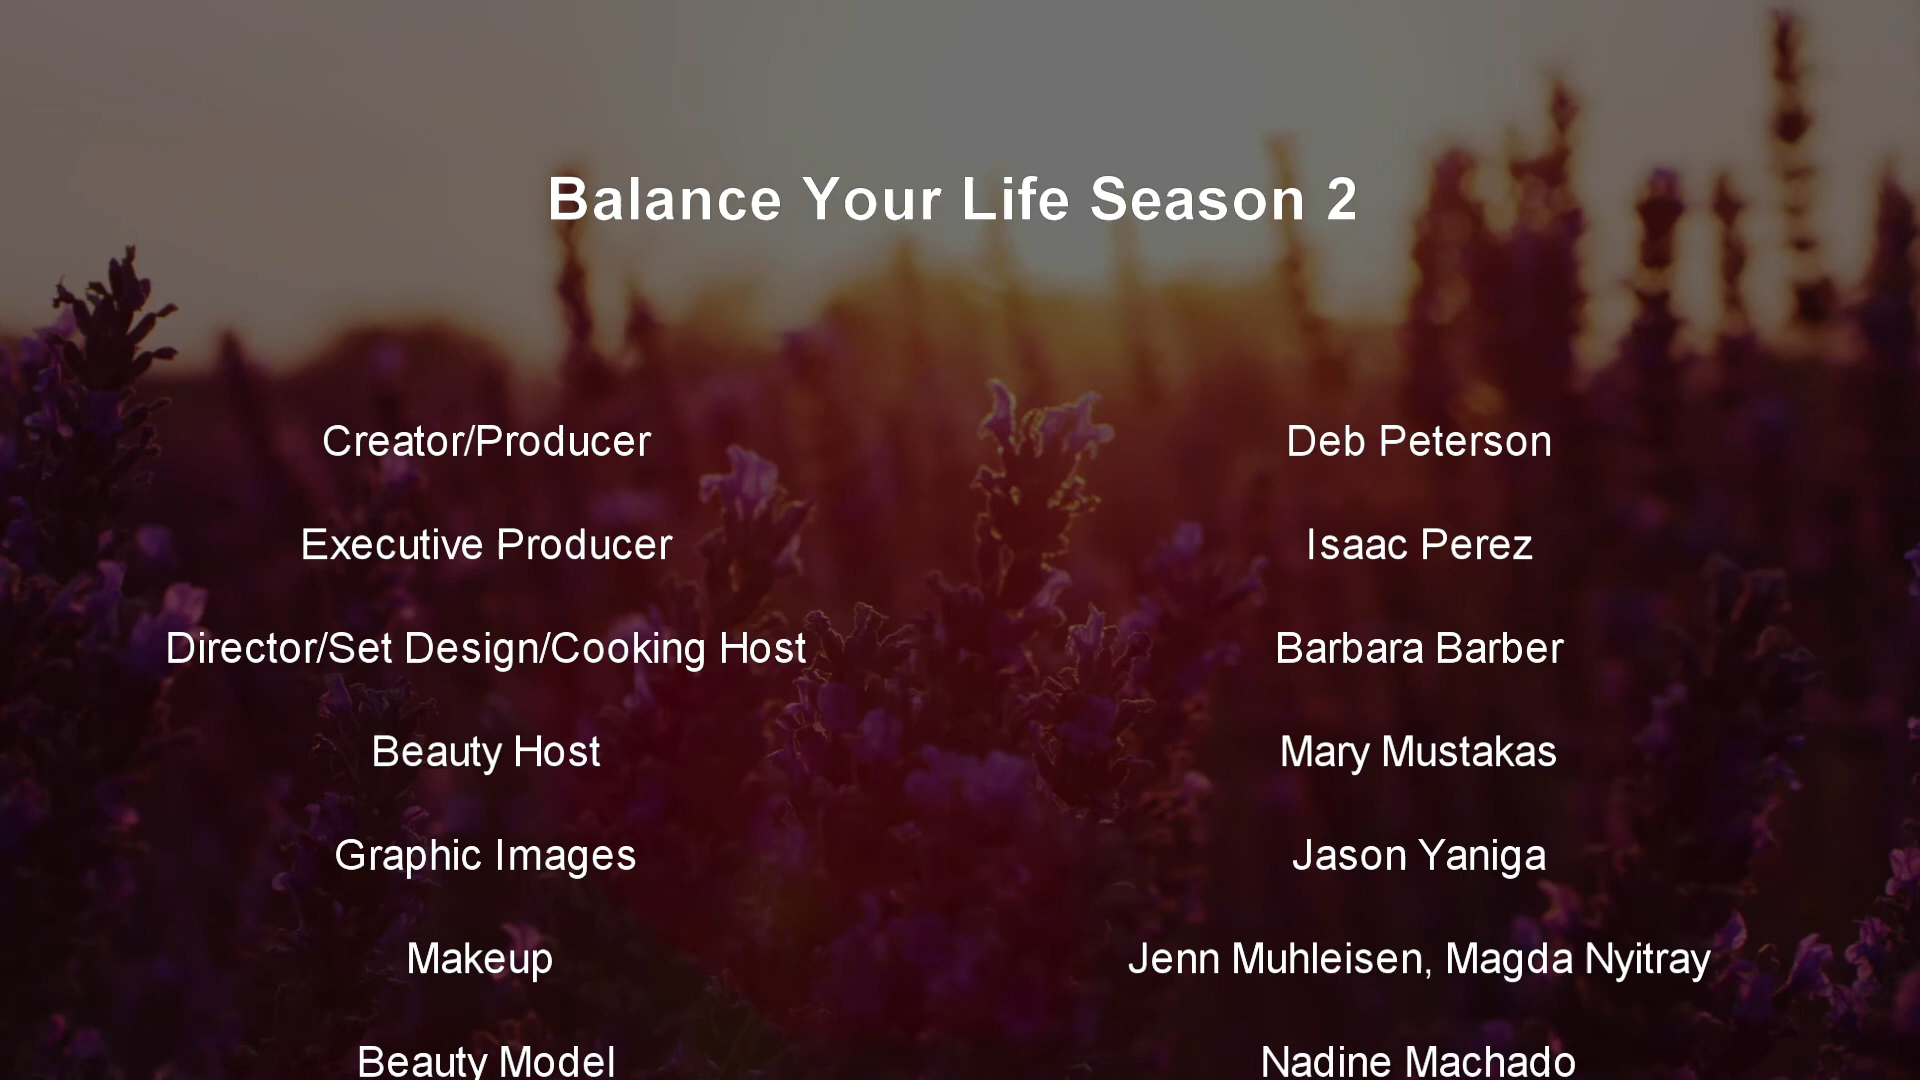 Balance Your Life Season 2
Creator/Producer Deb Peterson
Executive Producer Isaac Perez
Director/Set Design/Cooking Host Barbara Barber
Beauty Host Mary Mustakas
Graphic Images Jason Yaniga
Makeup Jenn Muhleisen, Magda Nyitray
Beauty Model Nadine Machado